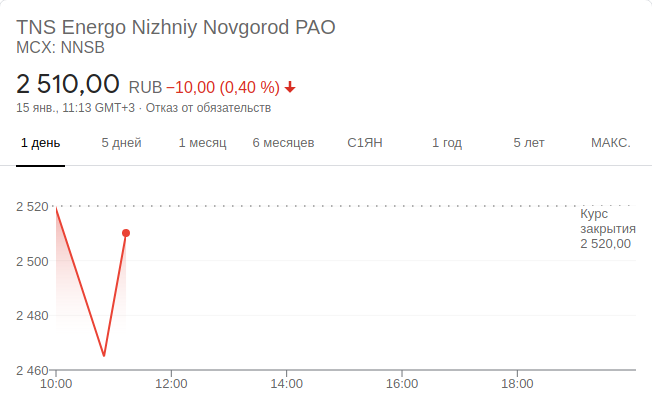 TNS Energo Nizhniy Novgorod PAO
MCX: NNSB
2 510,00 RUB −10,00 (0,40 %)
15 янв., 11:13 GMT+3 · Отказ от обязательств
1 день 5 дней 1 месяц 6 месяцев С1ЯН 1 год 5 лет МАКС.
2 520
Курс
закрытия
2 520,00
2 500
2 480
2 460
10:00 12:00 14:00 16:00 18:00